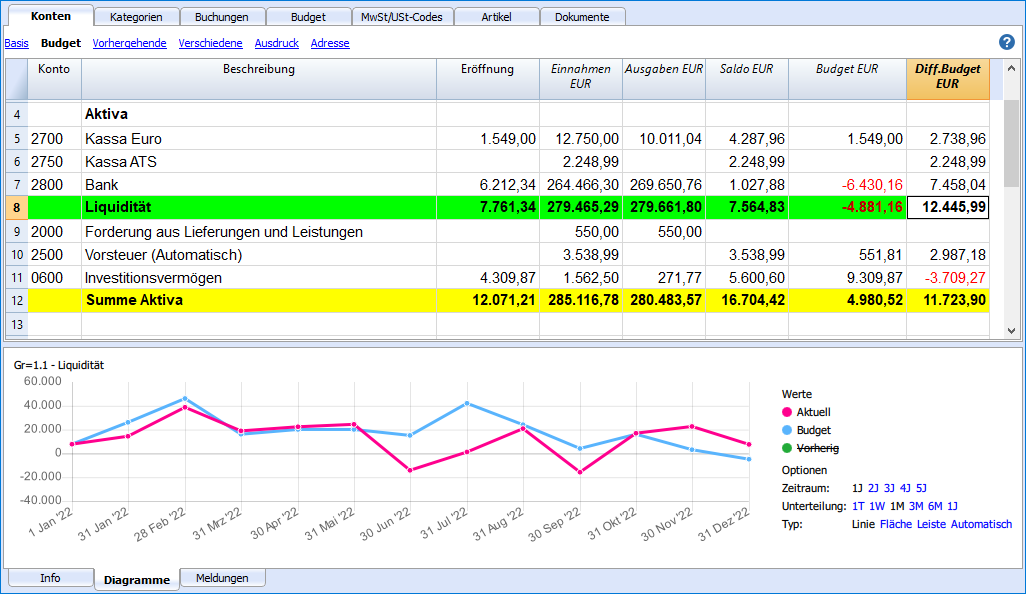 Konten Kategorien Buchungen Budget MwSt/USt-Codes Artikel Dokumente
Basis Budget Vorhergehende Verschiedene Ausdruck Adresse ?
Konto Beschreibung Eröffnung Einnahmen EUR Ausgaben EUR Saldo EUR Budget EUR Diff.Budget EUR
4 Aktiva
5 2700 Kassa Euro 1.549,00 12.750,00 10.011,04 4.287,96 1.549,00 2.738,96
6 2750 Kassa ATS 2.248,99 2.248,99 2.248,99
7 2800 Bank 6.212,34 264.466,30 269.650,76 1.027,88 -6.430,16 7.458,04
8 Liquidität 7.761,34 279.465,29 279.661,80 7.564,83 -4.881,16 12.445,99
9 2000 Forderung aus Lieferungen und Leistungen 550,00 550,00
10 2500 Vorsteuer (Automatisch) 3.538,99 3.538,99 551,81 2.987,18
11 0600 Investitionsvermögen 4.309,87 1.562,50 271,77 5.600,60 9.309,87 -3.709,27
12 Summe Aktiva 12.071,21 285.116,78 280.483,57 16.704,42 4.980,52 11.723,90
13
Gr=1.1 - Liquidität
60.000
40.000
20.000
0
-20.000
-40.000
1 Jan '22 31 Jan '22 28 Feb '22 31 Mrz '22 30 Apr '22 31 Mai '22 30 Jun '22 31 Jul '22 31 Aug '22 30 Sep '22 31 Okt '22 30 Nov '22 31 Dez '22
Werte
Aktuell
Budget
Vorherig
Optionen
Zeitraum: 1J 2J 3J 4J 5J
Unterteilung: 1T 1W 1M 3M 6M 1J
Typ: Linie Fläche Leiste Automatisch
Info Diagramme Meldungen